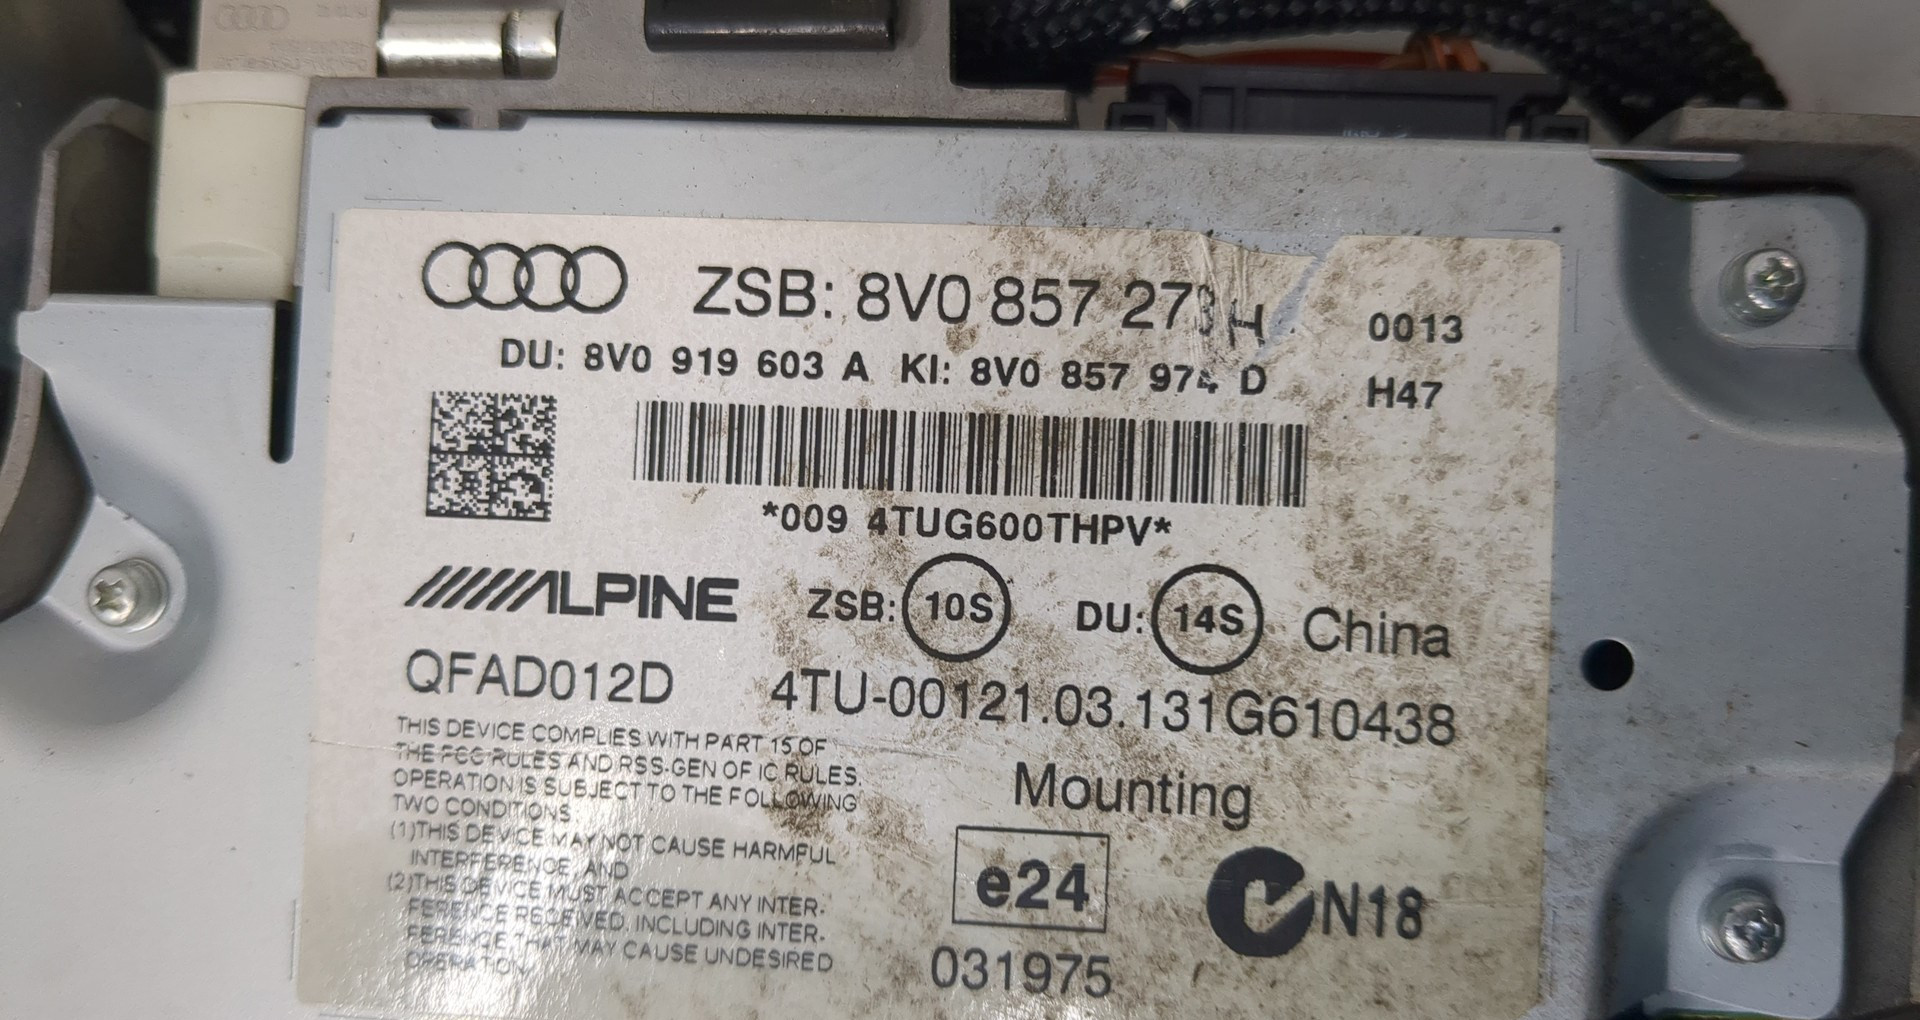 ZSB: 8V0 857 273 H
0013
DU: 8V0 919 603 A KI: 8V0 857 974 D
H47
*009 4TUG600THPV*
ALPINE
ZSB: 10S DU: 14S China
QFAD012D
4TU-00121.03.131G610438
THIS DEVICE COMPLIES WITH PART 15 OF
THE FCC RULES AND RSS-GEN OF IC RULES.
OPERATION IS SUBJECT TO THE FOLLOWING
TWO CONDITIONS
(1)THIS DEVICE MAY NOT CAUSE HARMFUL
INTERFERENCE, AND
(2)THIS DEVICE MUST ACCEPT ANY INTER-
FERENCE RECEIVED, INCLUDING INTER-
FERENCE THAT MAY CAUSE UNDESIRED
OPERATION
Mounting
e24
031975
N18